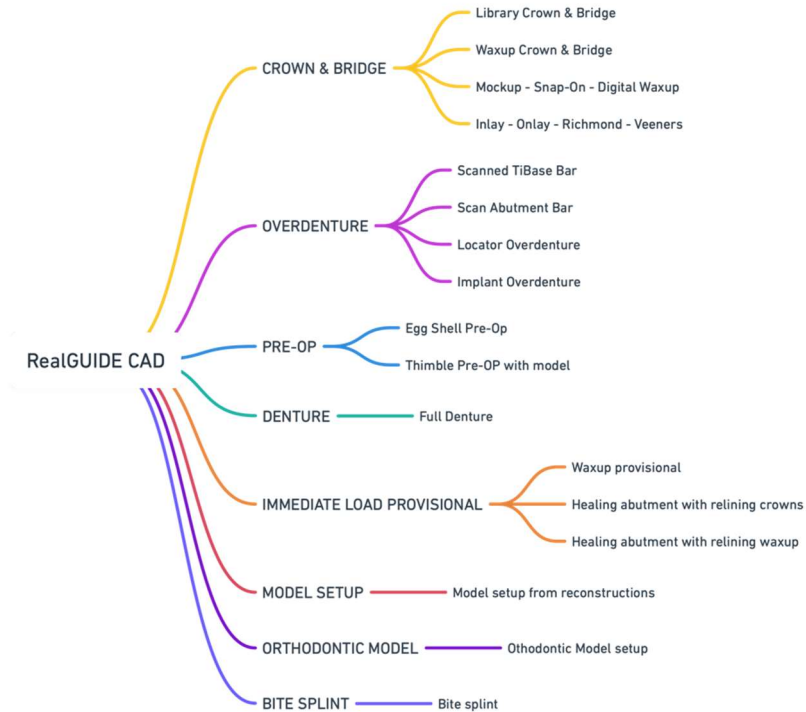 RealGUIDE CAD
CROWN & BRIDGE
Library Crown & Bridge
Waxup Crown & Bridge
Mockup - Snap-On - Digital Waxup
Inlay - Onlay - Richmond - Veeners
OVERDENTURE
Scanned TiBase Bar
Scan Abutment Bar
Locator Overdenture
Implant Overdenture
PRE-OP
Egg Shell Pre-Op
Thimble Pre-OP with model
DENTURE
Full Denture
IMMEDIATE LOAD PROVISIONAL
Waxup provisional
Healing abutment with relining crowns
Healing abutment with relining waxup
MODEL SETUP
Model setup from reconstructions
ORTHODONTIC MODEL
Othodontic Model setup
BITE SPLINT
Bite splint